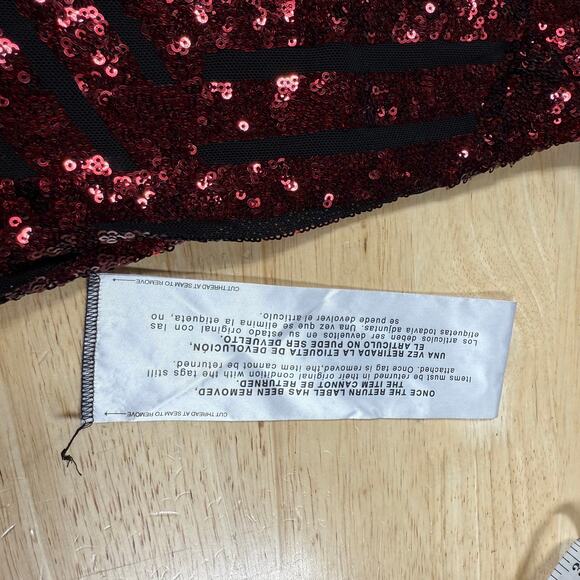 CUT THREAD AT SEAM TO REMOVE
ONCE THE RETURN LABEL HAS BEEN REMOVED,
THE ITEM CANNOT BE RETURNED.
Items must be returned in their original condition with the tags still
attached. Once tag is removed,the item cannot be returned.
UNA VEZ RETIRADA LA ETIQUETA DE DEVOLUCIÓN,
EL ARTICULO NO PUEDE SER DEVUELTO.
Los artículos deben ser devueltos en su estado original con las
etiquetas todavía adjuntas. Una vez que se elimina la etiqueta, no
se puede devolver el artículo.
CUT THREAD AT SEAM TO REMOVE